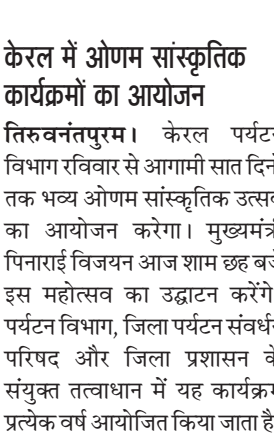 केरल में ओणम सांस्कृतिक
कार्यक्रमों का आयोजन
तिरुवनंतपुरम। केरल पर्यटन
विभाग रविवार से आगामी सात दिनों
तक भव्य ओणम सांस्कृतिक उत्सव
का आयोजन करेगा। मुख्यमंत्री
पिनाराई विजयन आज शाम छह बजे
इस महोत्सव का उद्घाटन करेंगे।
पर्यटन विभाग, जिला पर्यटन संवर्धन
परिषद और जिला प्रशासन के
संयुक्त तत्वाधान में यह कार्यक्रम
प्रत्येक वर्ष आयोजित किया जाता है